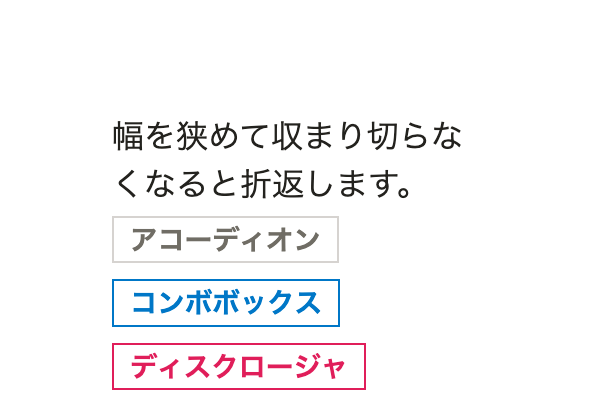 幅を狭めて収まり切らな
くなると折返します。
アコーディオン
コンボボックス
ディスクロージャ